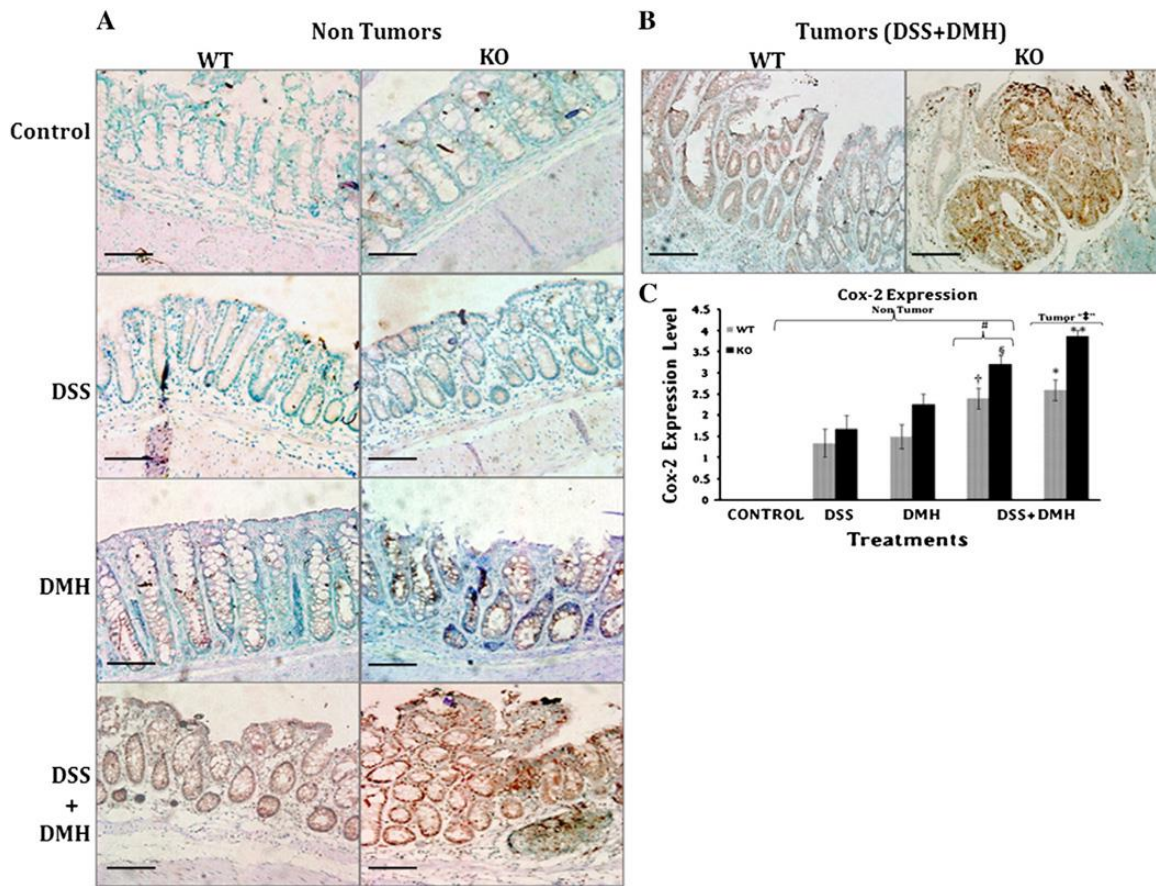 A
Non Tumors
WT KO
Control
DSS
DMH
DSS
+
DMH
B
Tumors (DSS+DMH)
WT KO
C
Cox-2 Expression
Non Tumor
Tumor "‡"
WT
KO
#
†
§
*
**
Cox-2 Expression Level
4.5
4
3.5
3
2.5
2
1.5
1
0.5
0
CONTROL DSS DMH DSS+DMH
Treatments